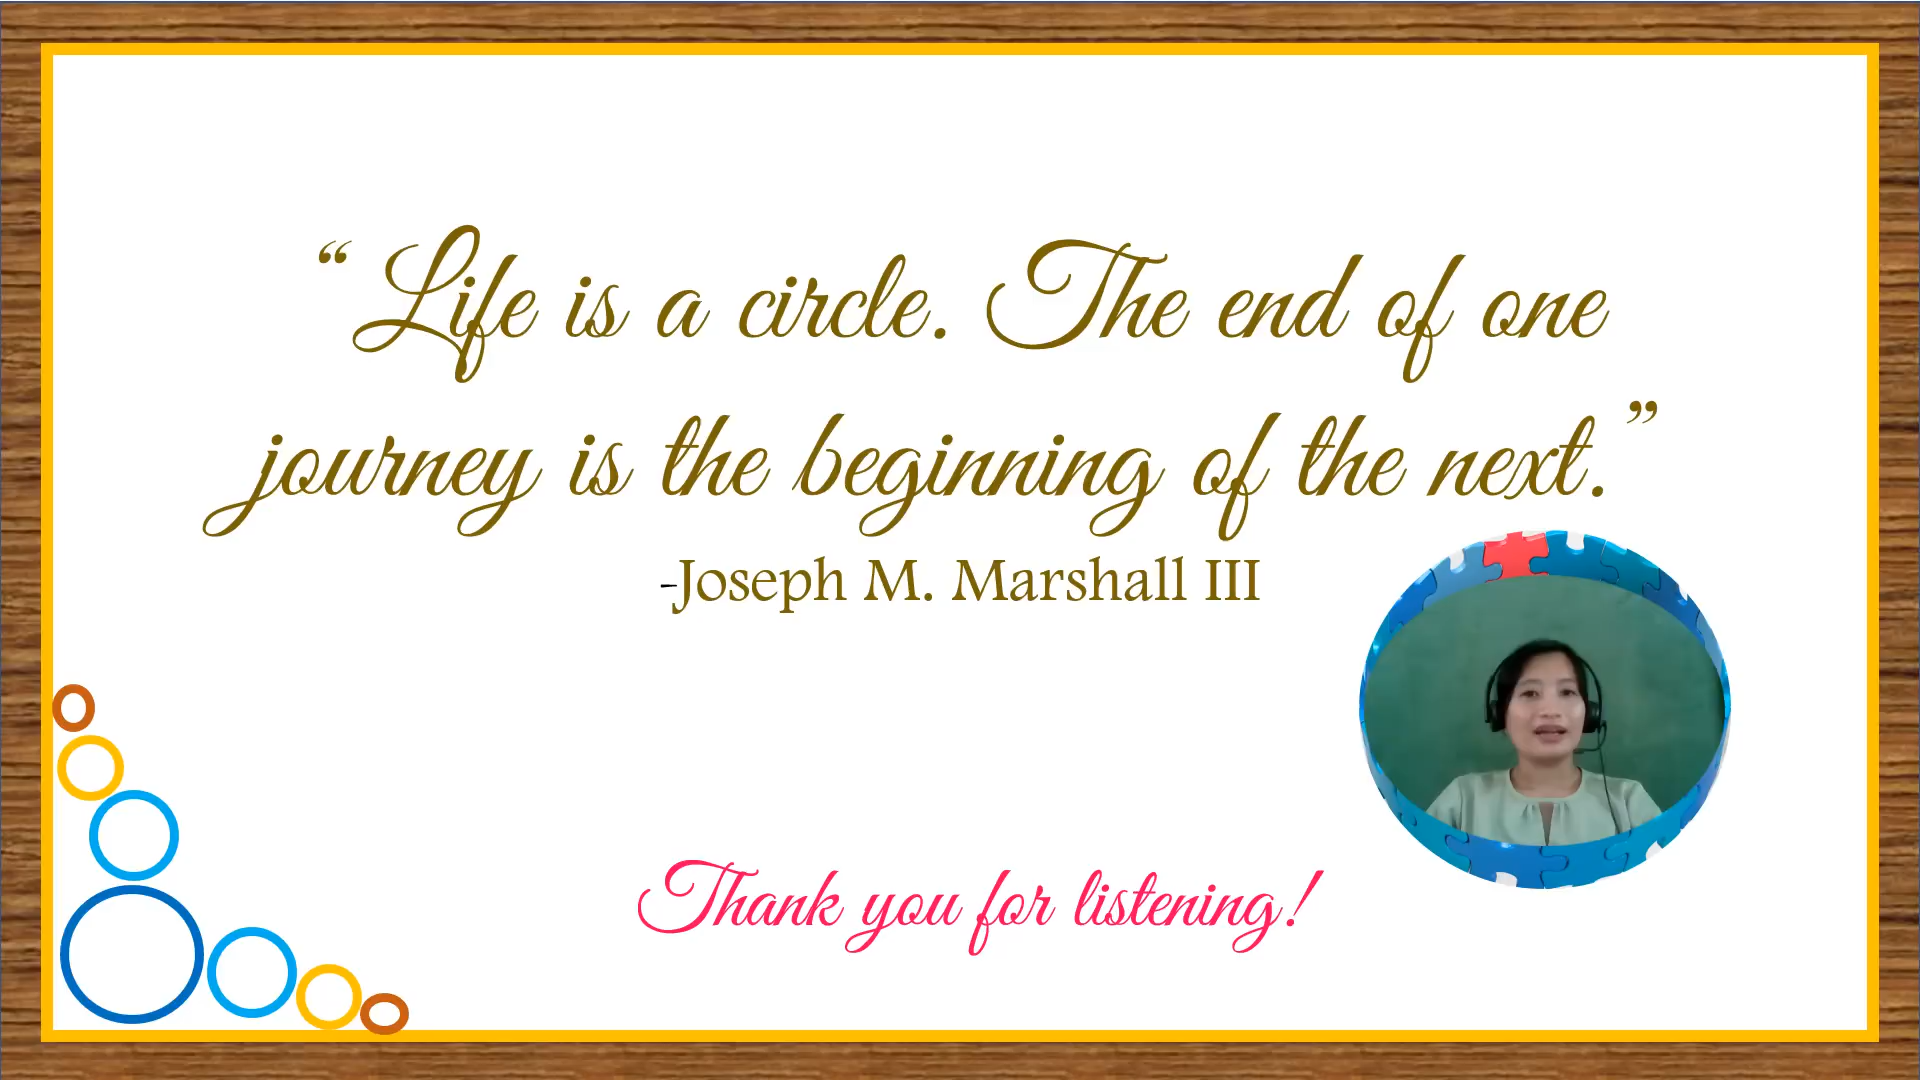 “ Life is a circle. The end of one
journey is the beginning of the next.”
-Joseph M. Marshall III
Thank you for listening!